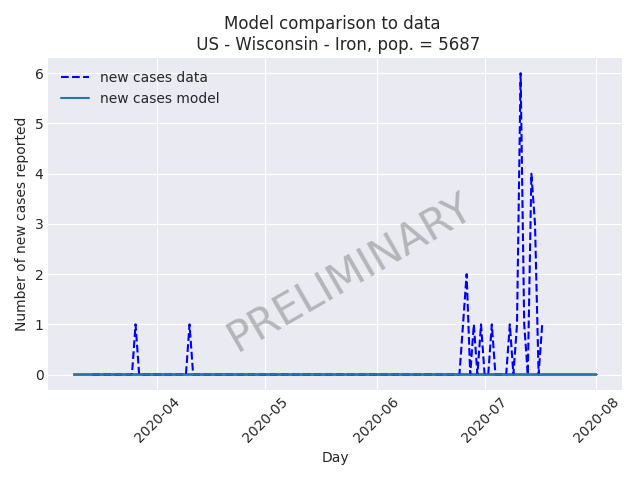 Model comparison to data
US - Wisconsin - Iron, pop. = 5687
new cases data
new cases model
Number of new cases reported
6
5
4
3
2
1
0
PRELIMINARY
2020-04
2020-05
2020-06
2020-07
2020-08
Day